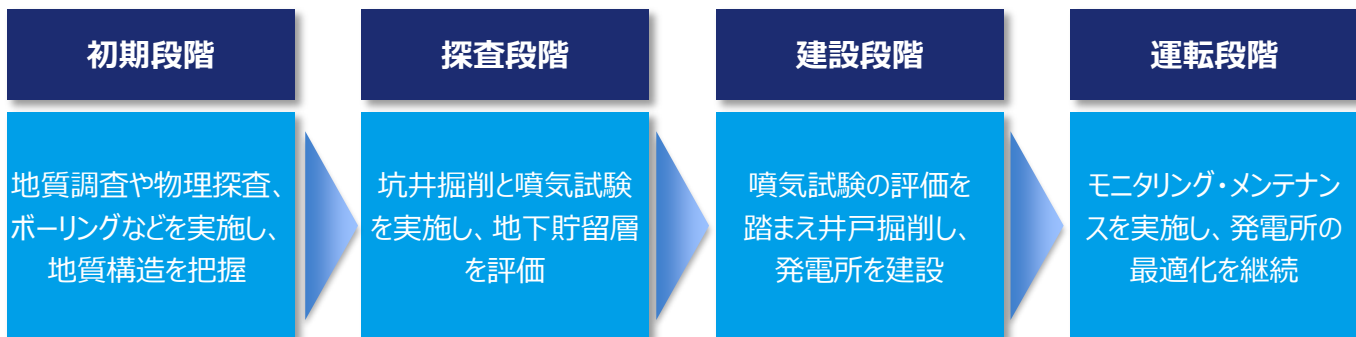 初期段階
地質調査や物理探査、
ボーリングなどを実施し、
地質構造を把握
探査段階
坑井掘削と噴気試験
を実施し、地下貯留層
を評価
建設段階
噴気試験の評価を
踏まえ井戸掘削し、
発電所を建設
運転段階
モニタリング・メンテナン
スを実施し、発電所の
最適化を継続